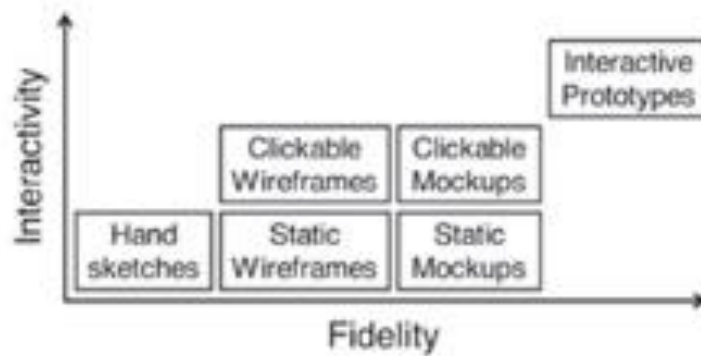 Interactivity
Interactive
Prototypes
Clickable
Wireframes
Clickable
Mockups
Hand
sketches
Static
Wireframes
Static
Mockups
Fidelity